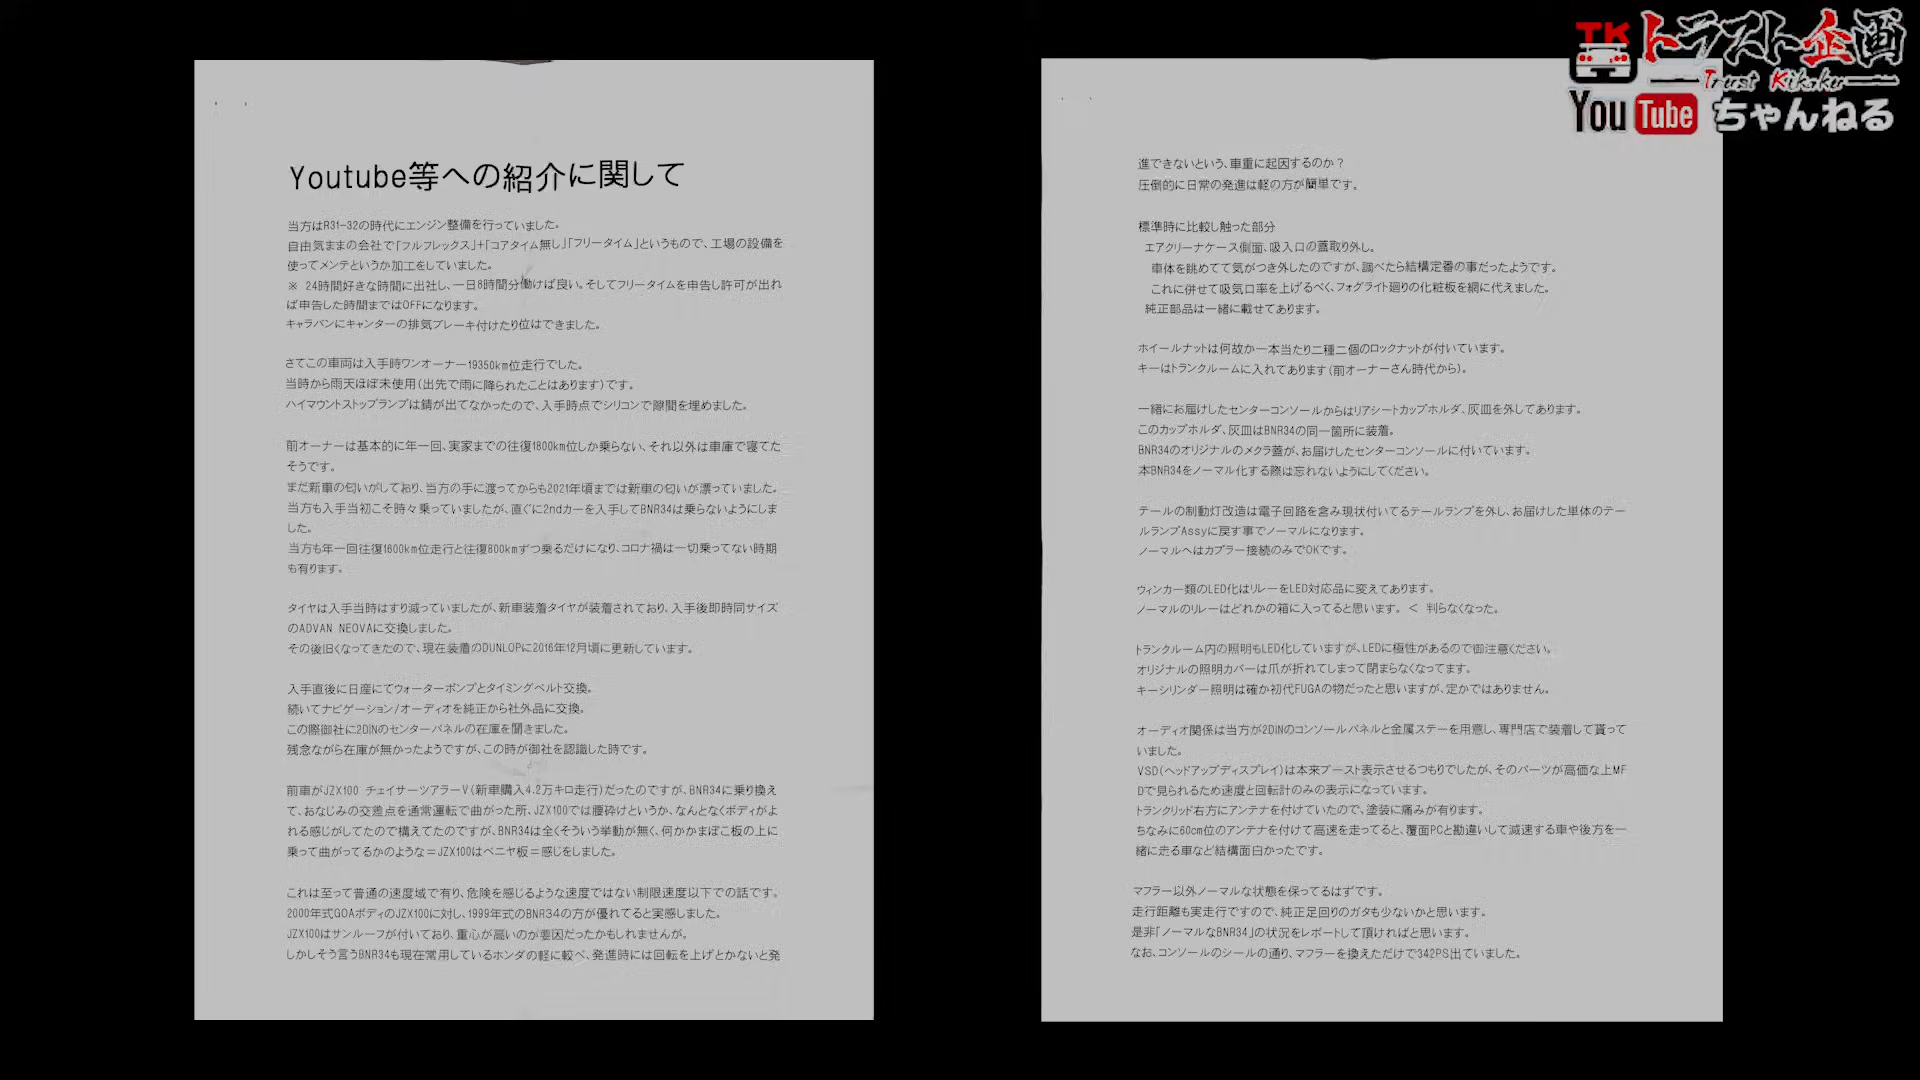 Youtube等への紹介に関して
当方はR31-32の時代にエンジン整備を行っていました。
自由気ままの会社で「フルフレックス」+「コアタイム無し」「フリータイム」というもので、工場の設備を
使ってメンテというか加工をしていました。
※ 24時間好きな時間に出社し、一日8時間分働けば良い。そしてフリータイムを申告し許可が出れ
ば申告した時間まではOFFになります。
キャラバンにキャンターの排気ブレーキ付けたり位はできました。
さてこの車両は入手時ワンオーナー19350km位走行でした。
当時から雨天ほぼ未使用(出先で雨に降られたことはあります)です。
ハイマウントストップランプは錆が出てなかったので、入手時点でシリコンで隙間を埋めました。
前オーナーは基本的に年一回、実家までの往復1800km位しか乗らない、それ以外は車庫で寝てた
そうです。
まだ新車の匂いがしており、当方の手に渡ってからも2021年頃までは新車の匂いが漂っていました。
当方も入手当初こそ時々乗っていましたが、直ぐに2ndカーを入手してBNR34は乗らないようにしま
した。
当方も年一回往復1600km位走行と往復800kmずつ乗るだけになり、コロナ禍は一切乗ってない時期
も有ります。
タイヤは入手当時はすり減っていましたが、新車装着タイヤが装着されており、入手後即時同サイズ
のADVAN NEOVAに交換しました。
その後旧くなってきたので、現在装着のDUNLOPに2016年12月頃に更新しています。
入手直後に日産にてウォーターポンプとタイミングベルト交換。
続いてナビゲーション/オーディオを純正から社外品に交換。
この際御社に2DINのセンターパネルの在庫を聞きました。
残念ながら在庫が無かったようですが、この時が御社を認識した時です。
前車がJZX100 チェイサーツアラーV(新車購入4.2万キロ走行)だったのですが、BNR34に乗り換え
て、おなじみの交差点を通常運転で曲がった所、JZX100では腰砕けというか、なんとなくボディがよ
れる感じがしてたので構えてたのですが、BNR34は全くそういう挙動が無く、何かかまぼこ板の上に
乗って曲がってるかのような=JZX100はベニヤ板=感じをしました。
これは至って普通の速度域で有り、危険を感じるような速度ではない制限速度以下での話です。
2000年式GOAボディのJZX100に対し、1999年式のBNR34の方が優れてると実感しました。
JZX100はサンルーフが付いており、重心が高いのが要因だったかもしれませんが。
しかしそう言うBNR34も現在常用しているホンダの軽に較べ、発進時には回転を上げとかないと発
進できないという、車重に起因するのか?
圧倒的に日常の発進は軽の方が簡単です。
標準時に比較し触った部分
エアクリーナケース側面、吸入口の蓋取り外し。
車体を眺めてて気がつき外したのですが、調べたら結構定番の事だったようです。
これに併せて吸気口率を上げるべく、フォグライト廻りの化粧板を網に代えました。
純正部品は一緒に載せてあります。
ホイールナットは何故か一本当たり二種二個のロックナットが付いています。
キーはトランクルームに入れてあります(前オーナーさん時代から)。
一緒にお届けしたセンターコンソールからはリアシートカップホルダ、灰皿を外してあります。
このカップホルダ、灰皿はBNR34の同一箇所に装着。
BNR34のオリジナルのメクラ蓋が、お届けしたセンターコンソールに付いています。
本BNR34をノーマル化する際は忘れないようにしてください。
テールの制動灯改造は電子回路を含み現状付いてるテールランプを外し、お届けした単体のテー
ルランプAssyに戻す事でノーマルになります。
ノーマルへはカプラー接続のみでOKです。
ウィンカー類のLED化はリレーをLED対応品に変えてあります。
ノーマルのリレーはどれかの箱に入ってると思います。 < 判らなくなった。
トランクルーム内の照明もLED化していますが、LEDに極性があるので御注意ください。
オリジナルの照明カバーは爪が折れてしまって閉まらなくなってます。
キーシリンダー照明は確か初代FUGAの物だったと思いますが、定かではありません。
オーディオ関係は当方が2DINのコンソールパネルと金属ステーを用意し、専門店で装着して貰って
いました。
VSD(ヘッドアップディスプレイ)は本来ブースト表示させるつもりでしたが、そのパーツが高価な上MF
Dで見られるため速度と回転計のみの表示になっています。
トランクリッド右方にアンテナを付けていたので、塗装に痛みが有ります。
ちなみに60cm位のアンテナを付けて高速を走ってると、覆面PCと勘違いして減速する車や後方を一
緒に走る車など結構面白かったです。
マフラー以外ノーマルな状態を保ってるはずです。
走行距離も実走行ですので、純正足回りのガタも少ないかと思います。
是非「ノーマルなBNR34」の状況をレポートして頂ければと思います。
なお、コンソールのシールの通り、マフラーを換えただけで342PS出ていました。
TK トラスト企画
Trust Kikaku
YouTube ちゃんねる